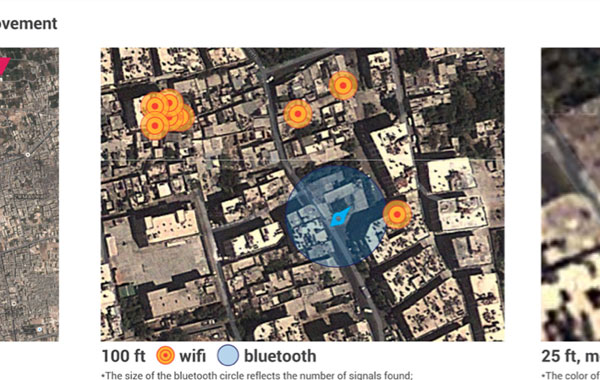 ovement
100 ft wifi bluetooth
•The size of the bluetooth circle reflects the number of signals found;
25 ft, m
•The color of